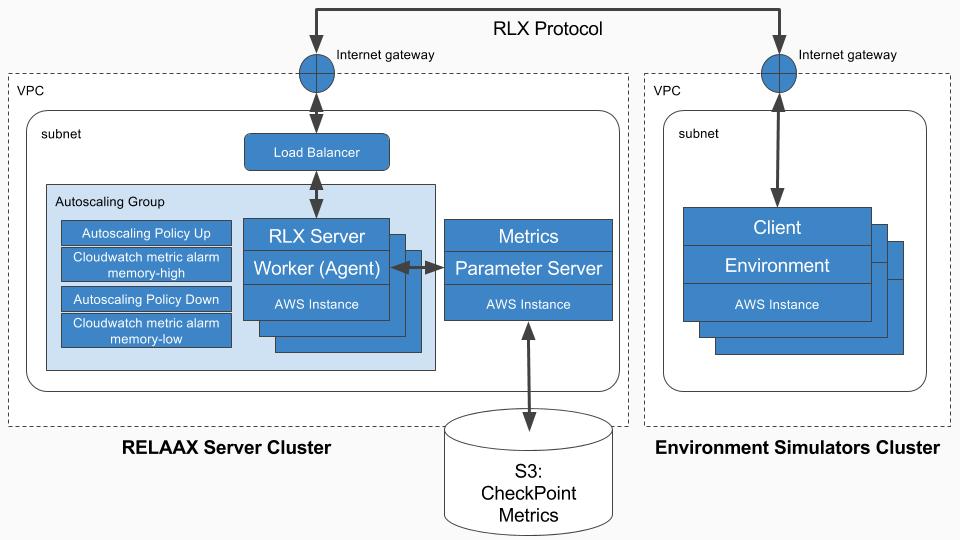 RLX Protocol
Internet gateway
Internet gateway
VPC
subnet
Load Balancer
Autoscaling Group
Autoscaling Policy Up
Cloudwatch metric alarm
memory-high
Autoscaling Policy Down
Cloudwatch metric alarm
memory-low
RLX Server
Worker (Agent)
AWS Instance
Metrics
Parameter Server
AWS Instance
VPC
subnet
Client
Environment
AWS Instance
RELAAX Server Cluster
Environment Simulators Cluster
S3:
CheckPoint
Metrics